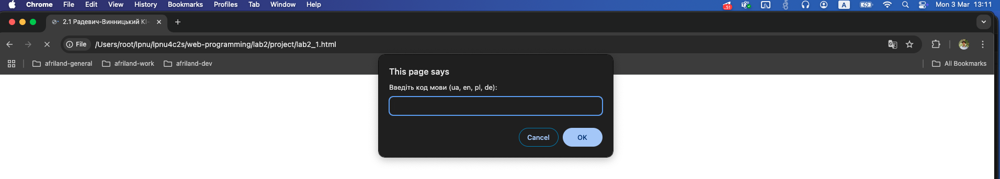 Chrome File Edit View History Bookmarks Profiles Tab Window Help 51 A Mon 3 Mar 13:11
2.1 Радевич-Винницький КІ-
File /Users/root/lpnu/lpnu4c2s/web-programming/lab2/project/lab2_1.html
afriland-general afriland-work afriland-dev All Bookmarks
This page says
Введіть код мови (ua, en, pl, de):
Cancel OK